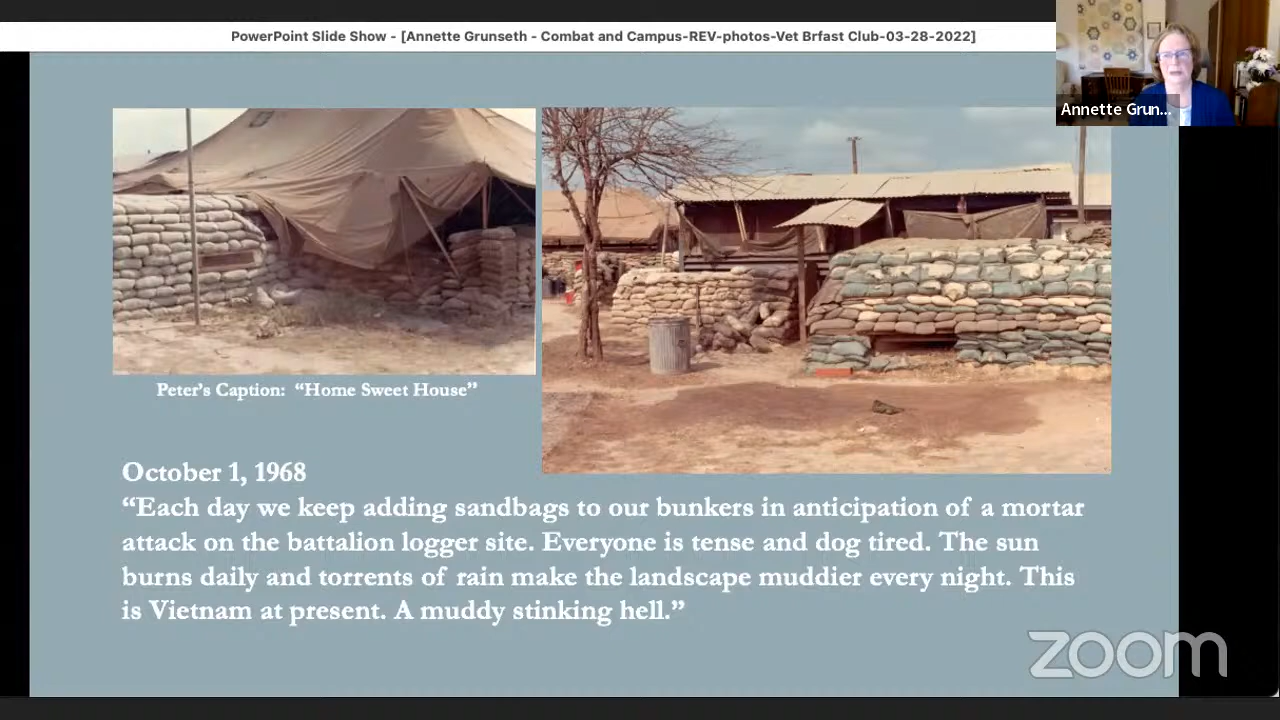 PowerPoint Slide Show - [Annette Grunseth - Combat and Campus-REV-photos-Vet Brfast Club-03-28-2022]
Annette Grun...
Peter's Caption: “Home Sweet House”
October 1, 1968
“Each day we keep adding sandbags to our bunkers in anticipation of a mortar
attack on the battalion logger site. Everyone is tense and dog tired. The sun
burns daily and torrents of rain make the landscape muddier every night. This
is Vietnam at present. A muddy stinking hell.”
zoom